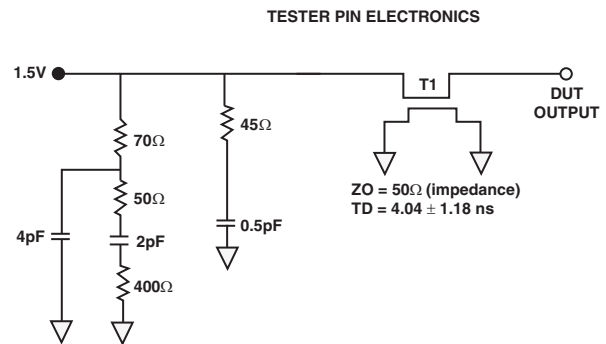 TESTER PIN ELECTRONICS
1.5V
T1
DUT
OUTPUT
70Ω
45Ω
50Ω
ZO = 50Ω (impedance)
TD = 4.04 ± 1.18 ns
4pF
2pF
0.5pF
400Ω